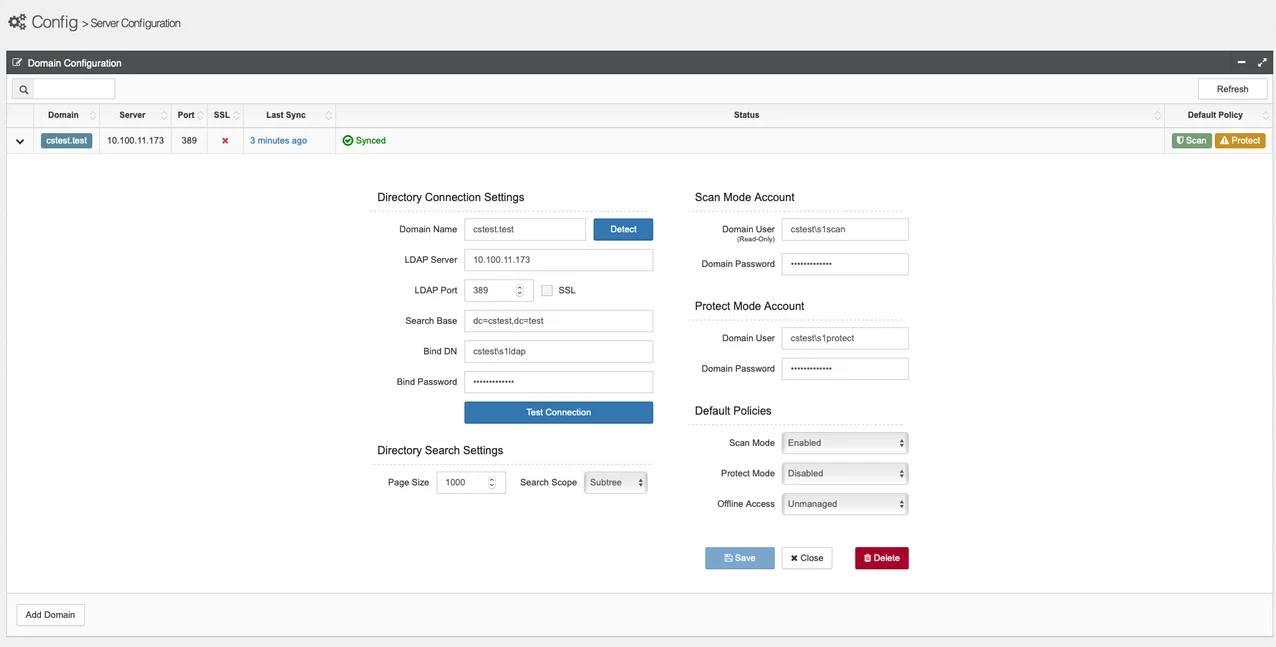 Config > Server Configuration
Domain Configuration
Refresh
Domain Server Port SSL Last Sync Status Default Policy
cstest.test 10.100.11.173 389 3 minutes ago Synced Scan Protect
Directory Connection Settings
Domain Name cstest.test Detect
LDAP Server 10.100.11.173
LDAP Port 389 SSL
Search Base dc=cstest,dc=test
Bind DN cstest\s1ldap
Bind Password •••••••••••••
Test Connection
Directory Search Settings
Page Size 1000 Search Scope Subtree
Scan Mode Account
Domain User cstest\s1scan
(Read-Only)
Domain Password •••••••••••••
Protect Mode Account
Domain User cstest\s1protect
Domain Password •••••••••••••
Default Policies
Scan Mode Enabled
Protect Mode Disabled
Offline Access Unmanaged
Save Close Delete
Add Domain